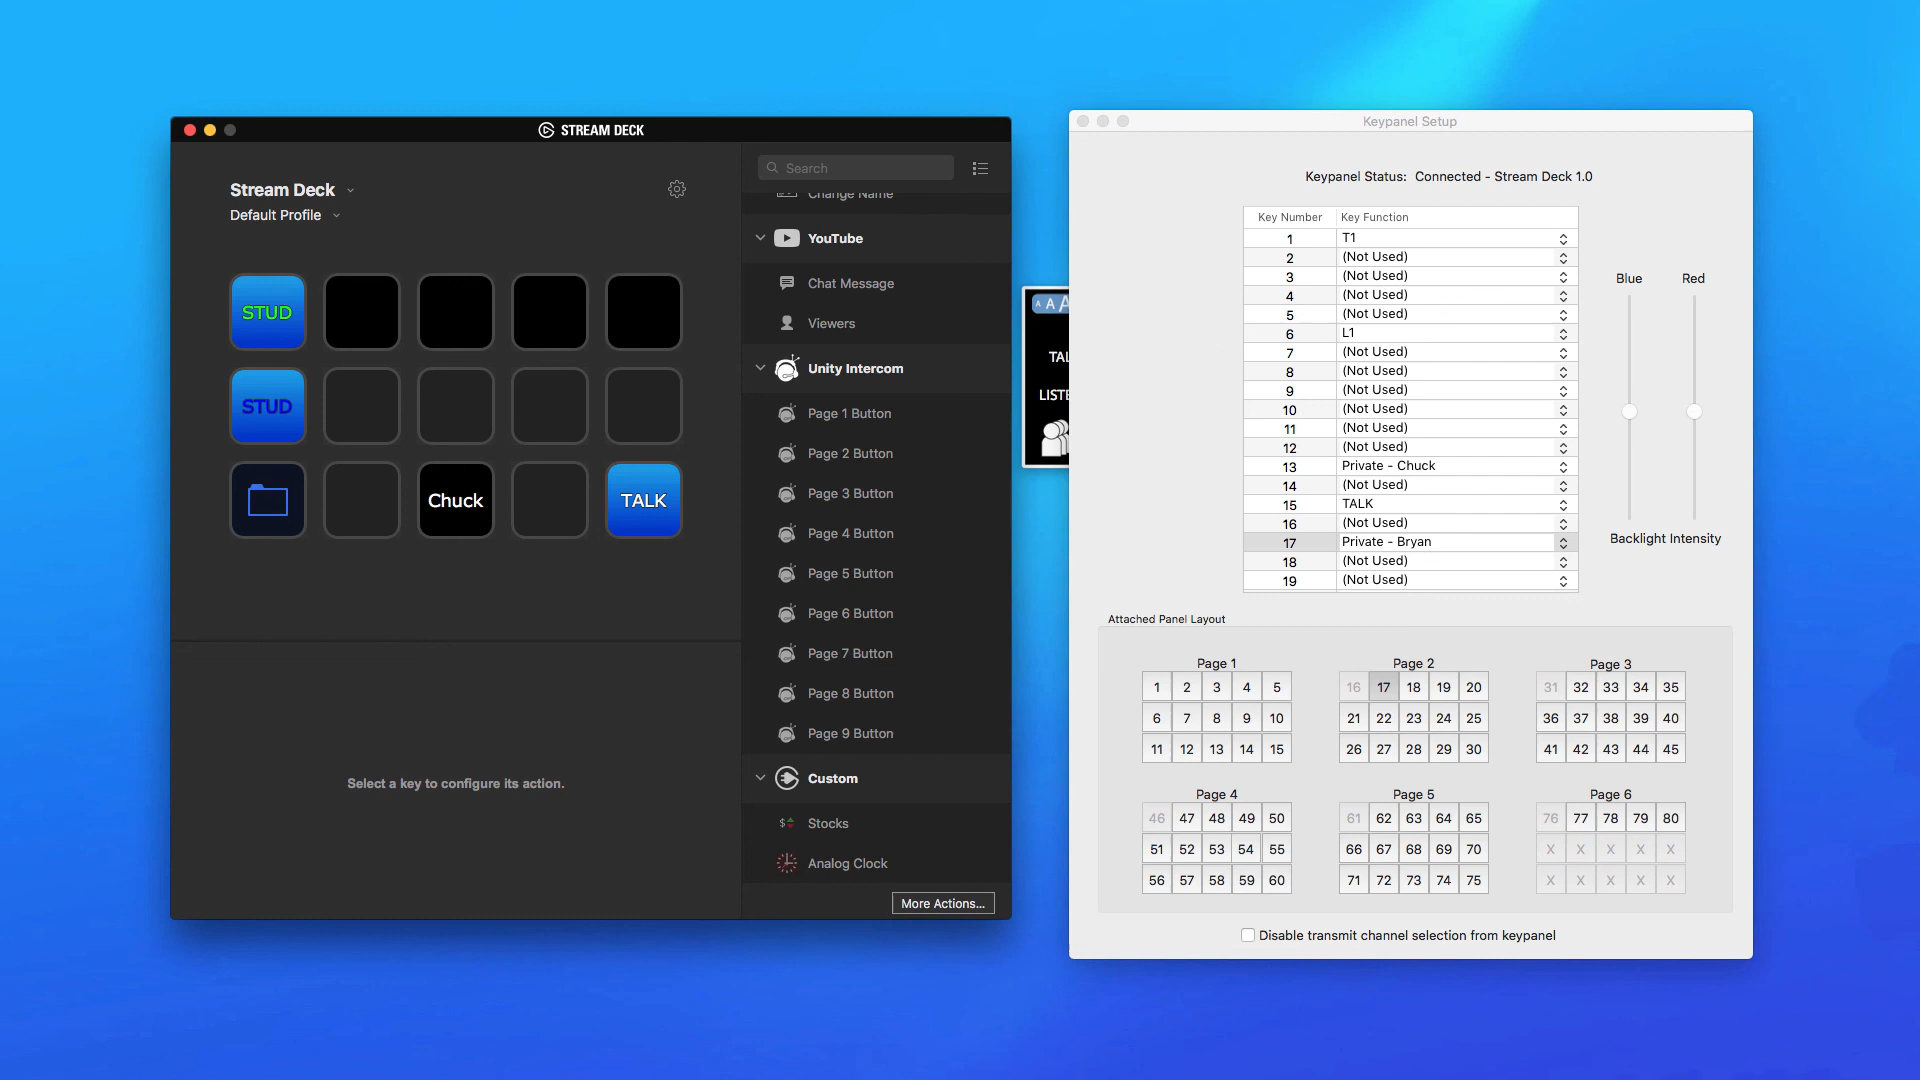 STREAM DECK
Stream Deck
Default Profile
STUD
STUD
Chuck
TALK
Select a key to configure its action.
Search
Change Name
YouTube
Chat Message
Viewers
Unity Intercom
Page 1 Button
Page 2 Button
Page 3 Button
Page 4 Button
Page 5 Button
Page 6 Button
Page 7 Button
Page 8 Button
Page 9 Button
Custom
Stocks
Analog Clock
More Actions...
A A A
Keypanel Setup
Keypanel Status: Connected - Stream Deck 1.0
Key Number Key Function
1 T1
2 (Not Used)
3 (Not Used)
4 (Not Used)
5 (Not Used)
6 L1
7 (Not Used)
8 (Not Used)
9 (Not Used)
10 (Not Used)
11 (Not Used)
12 (Not Used)
13 Private - Chuck
14 (Not Used)
15 TALK
16 (Not Used)
17 Private - Bryan
18 (Not Used)
19 (Not Used)
Blue Red
Backlight Intensity
Attached Panel Layout
Page 1
1 2 3 4 5
6 7 8 9 10
11 12 13 14 15
Page 2
16 17 18 19 20
21 22 23 24 25
26 27 28 29 30
Page 3
31 32 33 34 35
36 37 38 39 40
41 42 43 44 45
Page 4
46 47 48 49 50
51 52 53 54 55
56 57 58 59 60
Page 5
61 62 63 64 65
66 67 68 69 70
71 72 73 74 75
Page 6
76 77 78 79 80
X X X X X
X X X X X
Disable transmit channel selection from keypanel